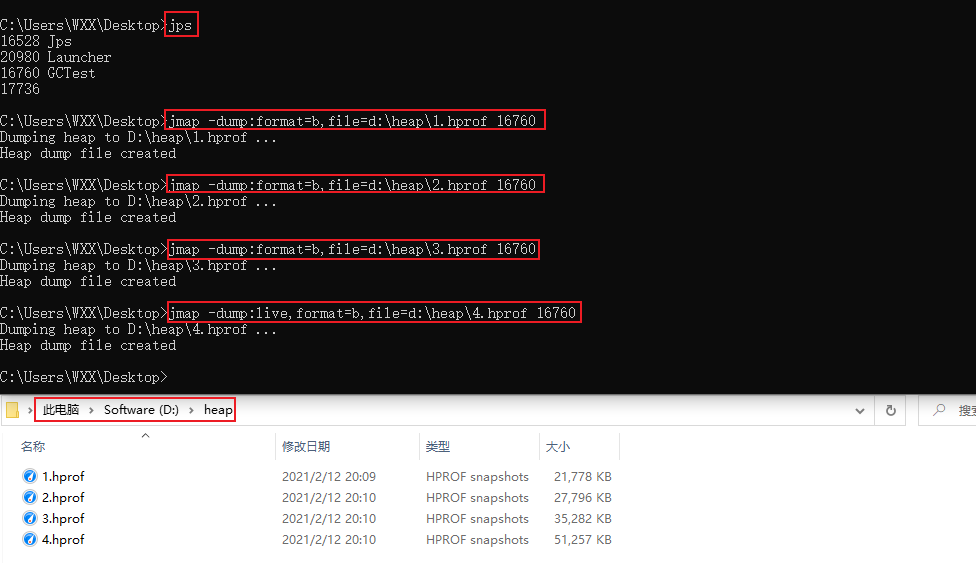 C:\Users\WXX\Desktop>jps
16528 Jps
20980 Launcher
16760 GCTest
17736
C:\Users\WXX\Desktop>jmap -dump:format=b,file=d:\heap\1.hprof 16760
Dumping heap to D:\heap\1.hprof ...
Heap dump file created
C:\Users\WXX\Desktop>jmap -dump:format=b,file=d:\heap\2.hprof 16760
Dumping heap to D:\heap\2.hprof ...
Heap dump file created
C:\Users\WXX\Desktop>jmap -dump:format=b,file=d:\heap\3.hprof 16760
Dumping heap to D:\heap\3.hprof ...
Heap dump file created
C:\Users\WXX\Desktop>jmap -dump:live,format=b,file=d:\heap\4.hprof 16760
Dumping heap to D:\heap\4.hprof ...
Heap dump file created
C:\Users\WXX\Desktop>
此电脑 > Software (D:) > heap 搜索
名称 修改日期 类型 大小
1.hprof 2021/2/12 20:09 HPROF snapshots 21,778 KB
2.hprof 2021/2/12 20:10 HPROF snapshots 27,796 KB
3.hprof 2021/2/12 20:10 HPROF snapshots 35,282 KB
4.hprof 2021/2/12 20:10 HPROF snapshots 51,257 KB